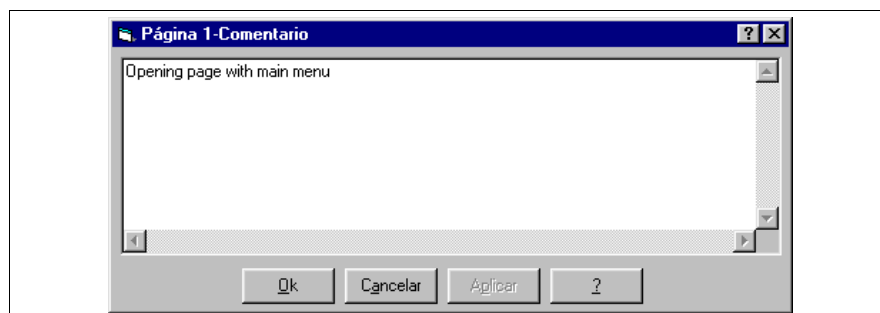 Página 1-Comentario
? X
Opening page with main menu
Ok Cancelar Aplicar ?